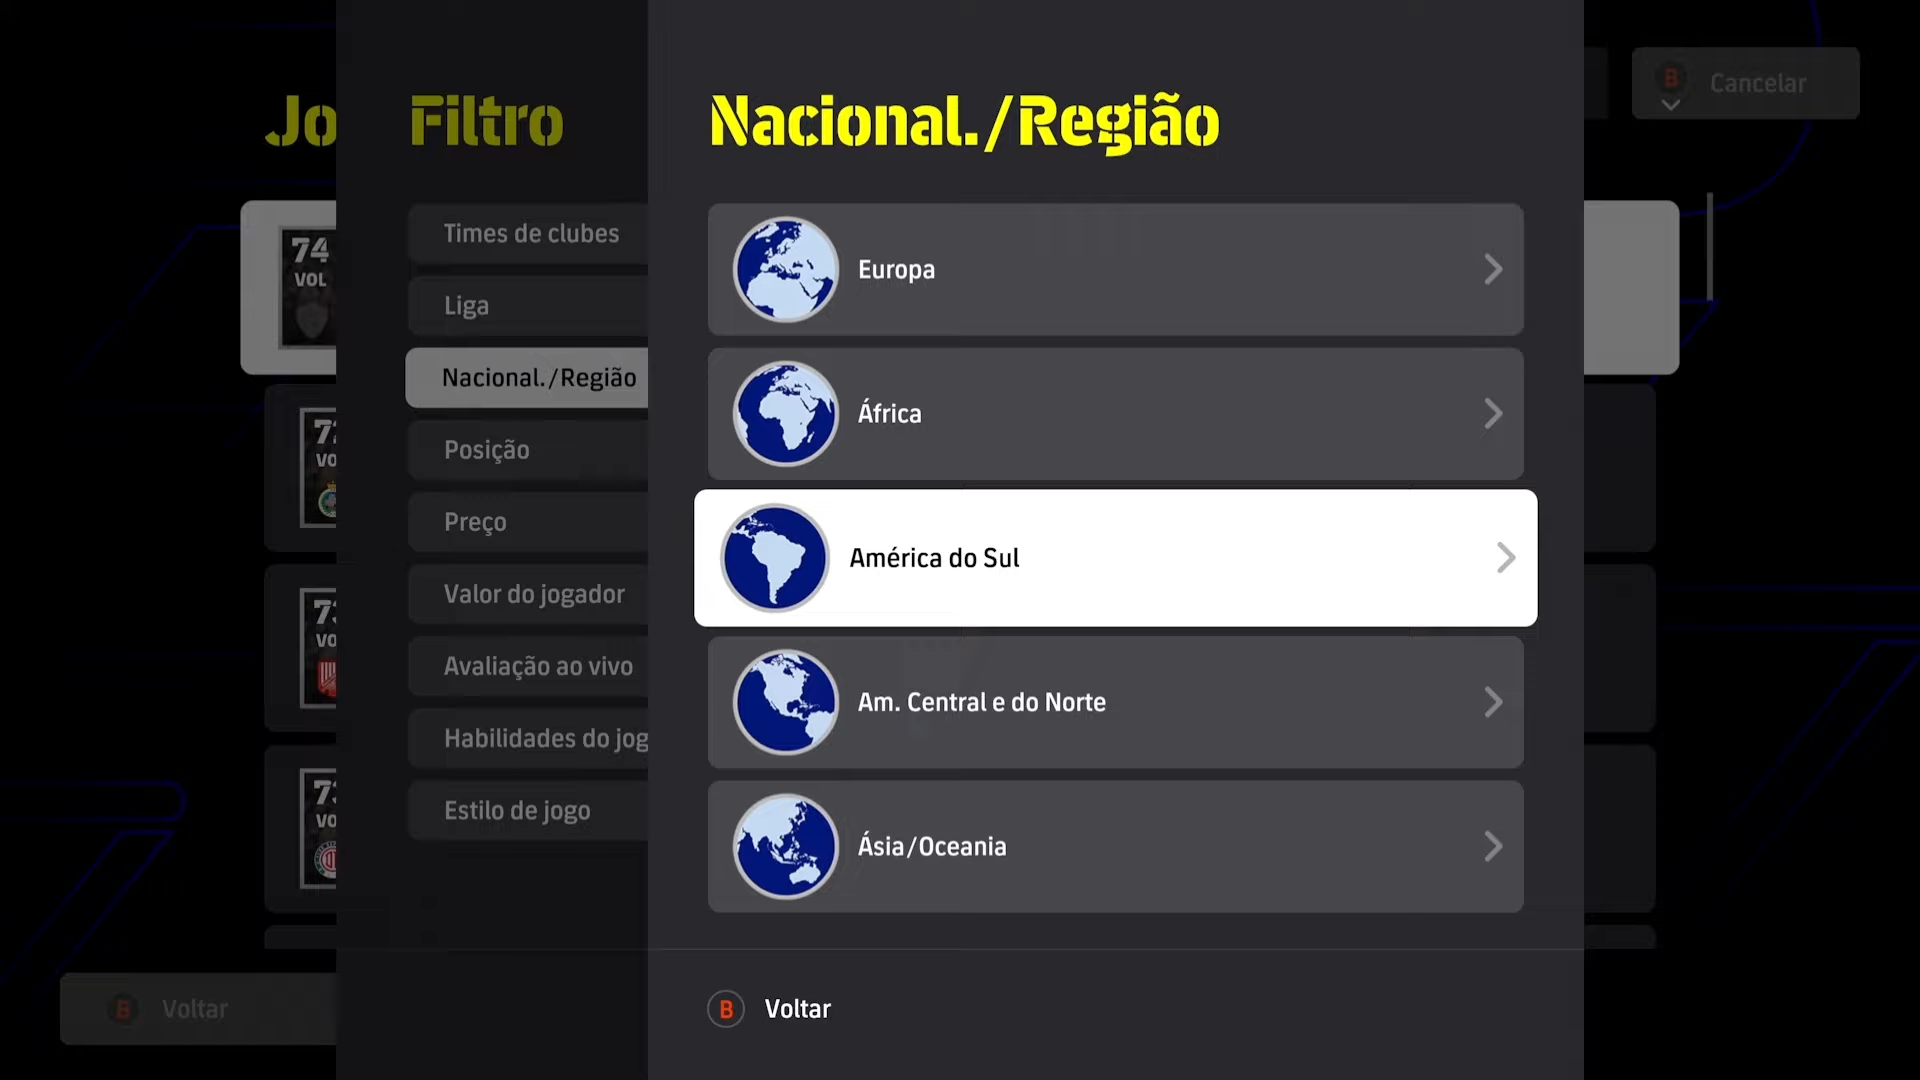 Jo
Filtro
Nacional./Região
B Cancelar
74
VOL
Times de clubes
Liga
Nacional./Região
Posição
Preço
Valor do jogador
Avaliação ao vivo
Habilidades do jog
Estilo de jogo
Europa
África
América do Sul
Am. Central e do Norte
Ásia/Oceania
B Voltar
B Voltar